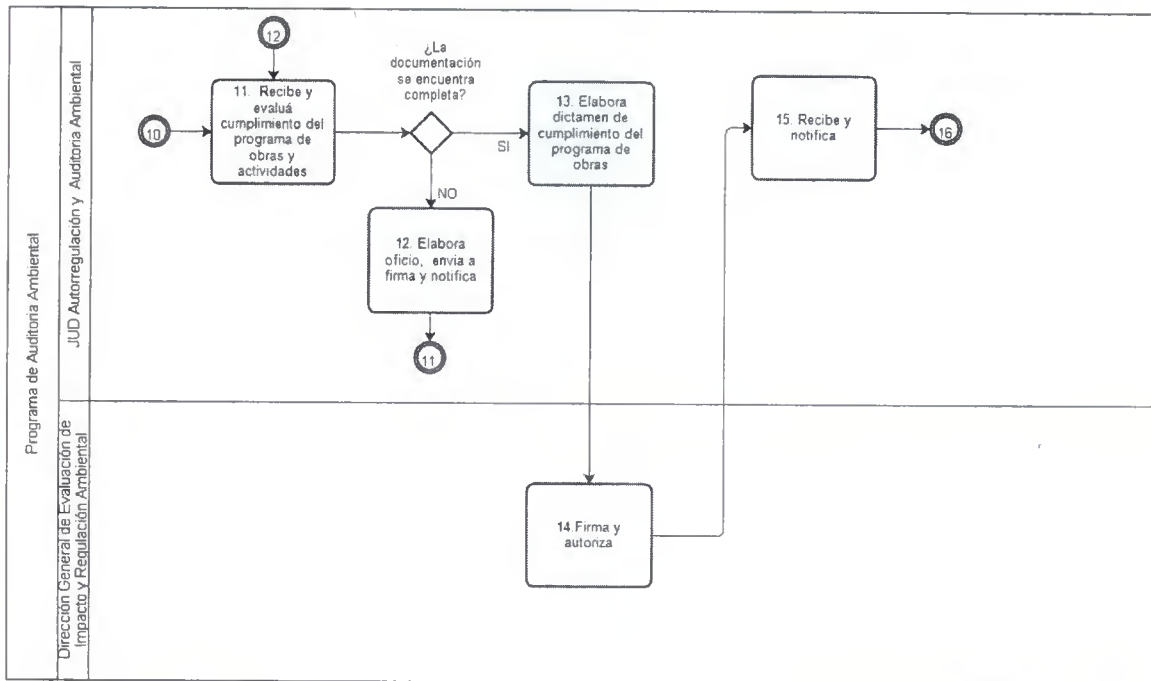 Programa de Auditoria Ambiental
JUD Autorregulación y Auditoria Ambiental
12
10
11. Recibe y
evaluá
cumplimiento del
programa de
obras y
actividades
¿La
documentación
se encuentra
completa?
SI
NO
12. Elabora
oficio, envia a
firma y notifica
11
13. Elabora
dictamen de
cumplimiento del
programa de
obras
15. Recibe y
notifica
16
Dirección General de Evaluación de
Impacto y Regulación Ambiental
14.Firma y
autoriza